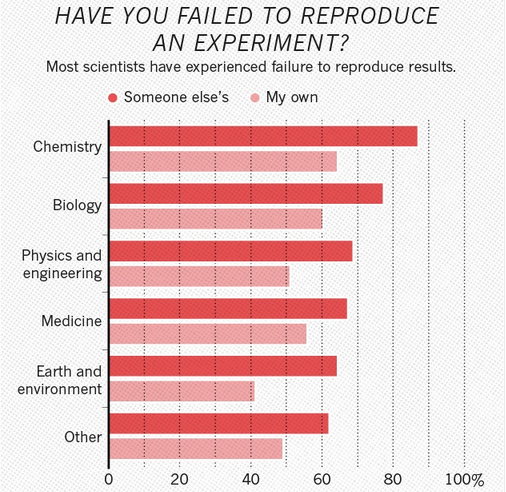 HAVE YOU FAILED TO REPRODUCE
AN EXPERIMENT?
Most scientists have experienced failure to reproduce results.
Someone else's My own
Chemistry
Biology
Physics and
engineering
Medicine
Earth and
environment
Other
0 20 40 60 80 100%